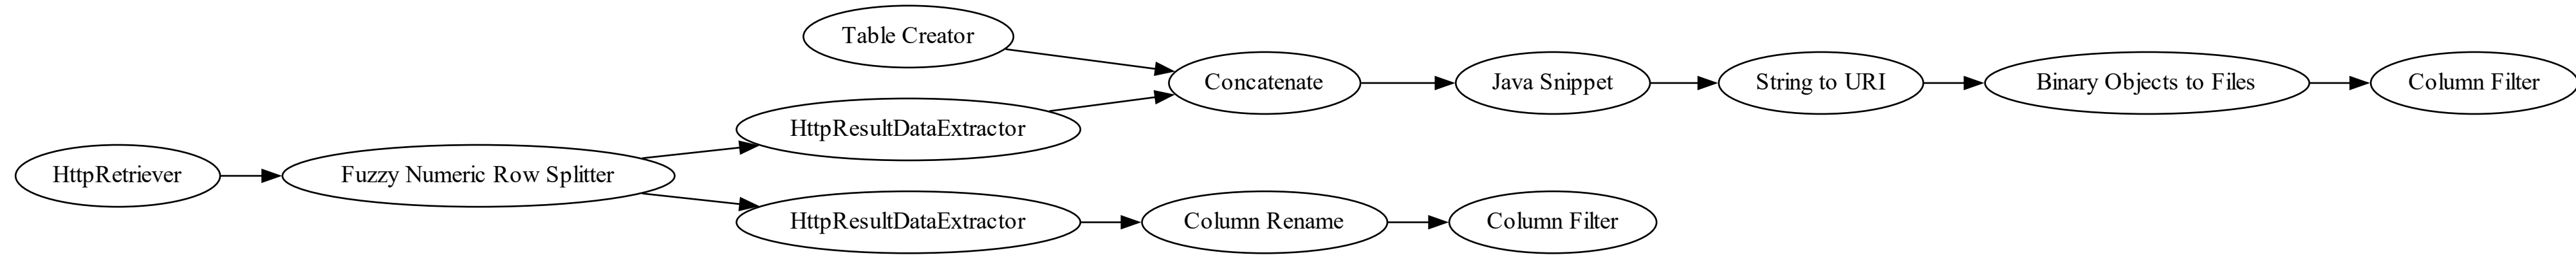 Table Creator
Concatenate
Java Snippet
String to URI
Binary Objects to Files
Column Filter
HttpResultDataExtractor
HttpRetriever
Fuzzy Numeric Row Splitter
HttpResultDataExtractor
Column Rename
Column Filter